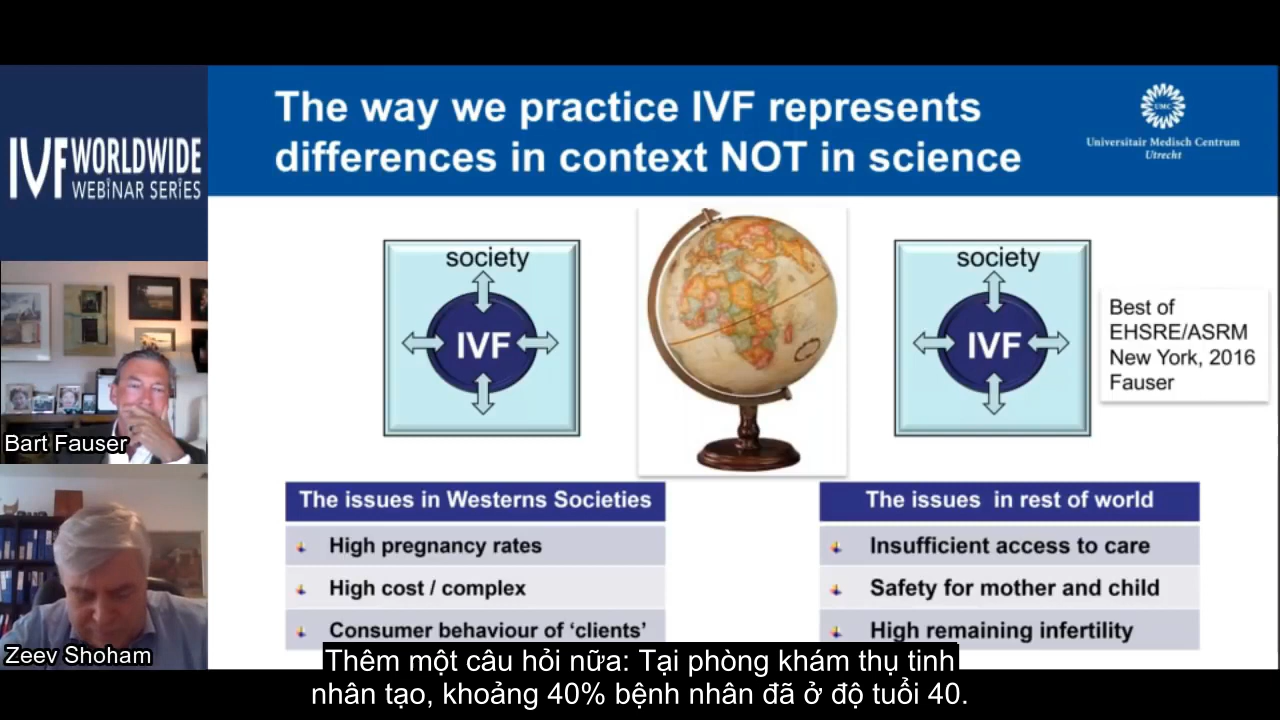 IVF WORLDWIDE
WEBINAR SERIES
The way we practice IVF represents
differences in context NOT in science
UMC
Universitair Medisch Centrum
Utrecht
society
IVF
society
IVF
Best of
EHSRE/ASRM
New York, 2016
Fauser
Bart Fauser
Zeev Shoham
The issues in Westerns Societies
High pregnancy rates
High cost / complex
Consumer behaviour of ‘clients’
The issues in rest of world
Insufficient access to care
Safety for mother and child
High remaining infertility
Thêm một câu hỏi nữa: Tại phòng khám thụ tinh
nhân tạo, khoảng 40% bệnh nhân đã ở độ tuổi 40.